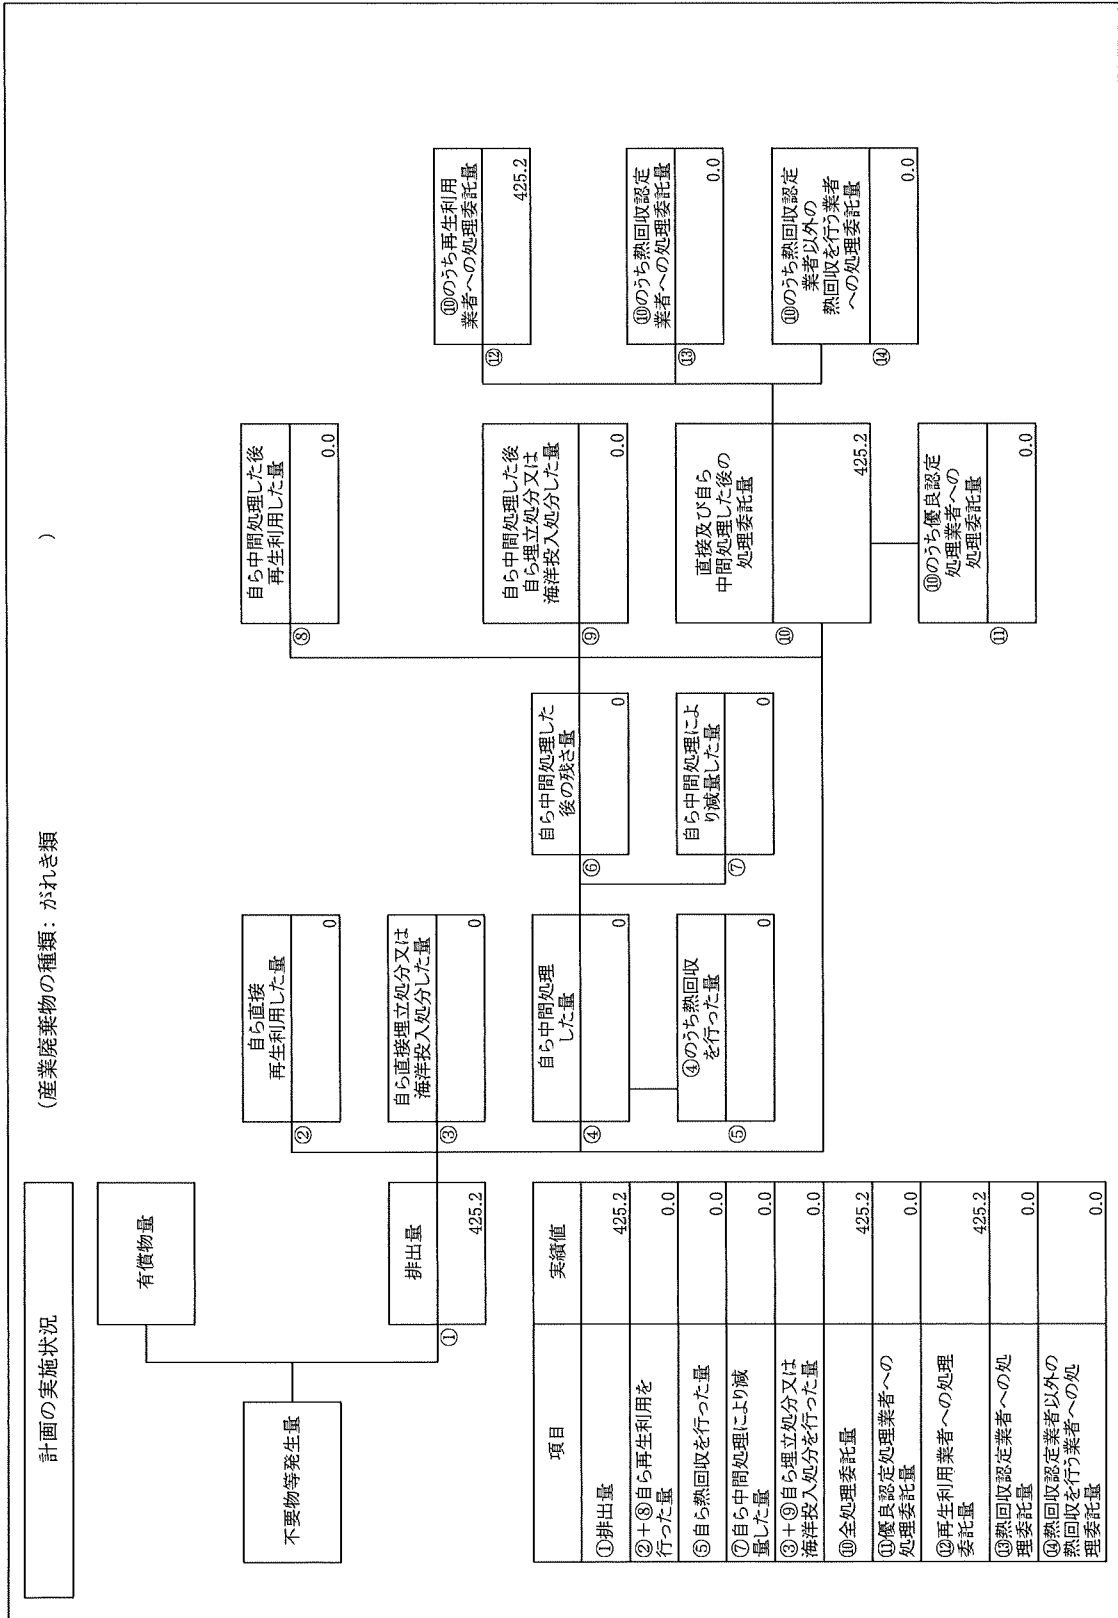 計画の実施状況
(産業廃棄物の種類:がれき類 )
不要物等発生量
有償物量
①
排出量
425.2
②
自ら直接
再生利用した量
0
③
自ら直接埋立処分又は
海洋投入処分した量
0
④
自ら中間処理
した量
0
⑤
④のうち熱回収
を行った量
0
⑥
自ら中間処理した
後の残さ量
0
⑦
自ら中間処理によ
り減量した量
0
⑧
自ら中間処理した後
再生利用した量
0.0
⑨
自ら中間処理した後
自ら埋立処分又は
海洋投入処分した量
0.0
⑩
直接及び自ら
中間処理した後の
処理委託量
425.2
⑪
⑩のうち優良認定
処理業者への
処理委託量
0.0
⑫
⑩のうち再生利用
業者への処理委託量
425.2
⑬
⑩のうち熱回収認定
業者への処理委託量
0.0
⑭
⑩のうち熱回収認定
業者以外の
熱回収を行う業者
への処理委託量
0.0
項目 実績値
①排出量 425.2
②+⑧自ら再生利用を
行った量 0.0
⑤自ら熱回収を行った量 0.0
⑦自ら中間処理により減
量した量 0.0
③+⑨自ら埋立処分又は
海洋投入処分を行った量 0.0
⑩全処理委託量 425.2
⑪優良認定処理業者への
処理委託量 0.0
⑫再生利用業者への処理
委託量 425.2
⑬熱回収認定業者への処
理委託量 0.0
⑭熱回収認定業者以外の
熱回収を行う業者への処
理委託量 0.0